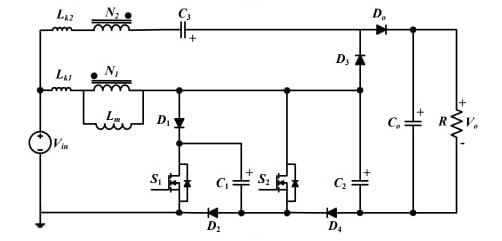 Lk2 N2 C3 Do
+
D3
Lk1 N1
Lm D1 Co + R + Vo -
Vin
S1 C1 + S2 C2 +
D2 D4